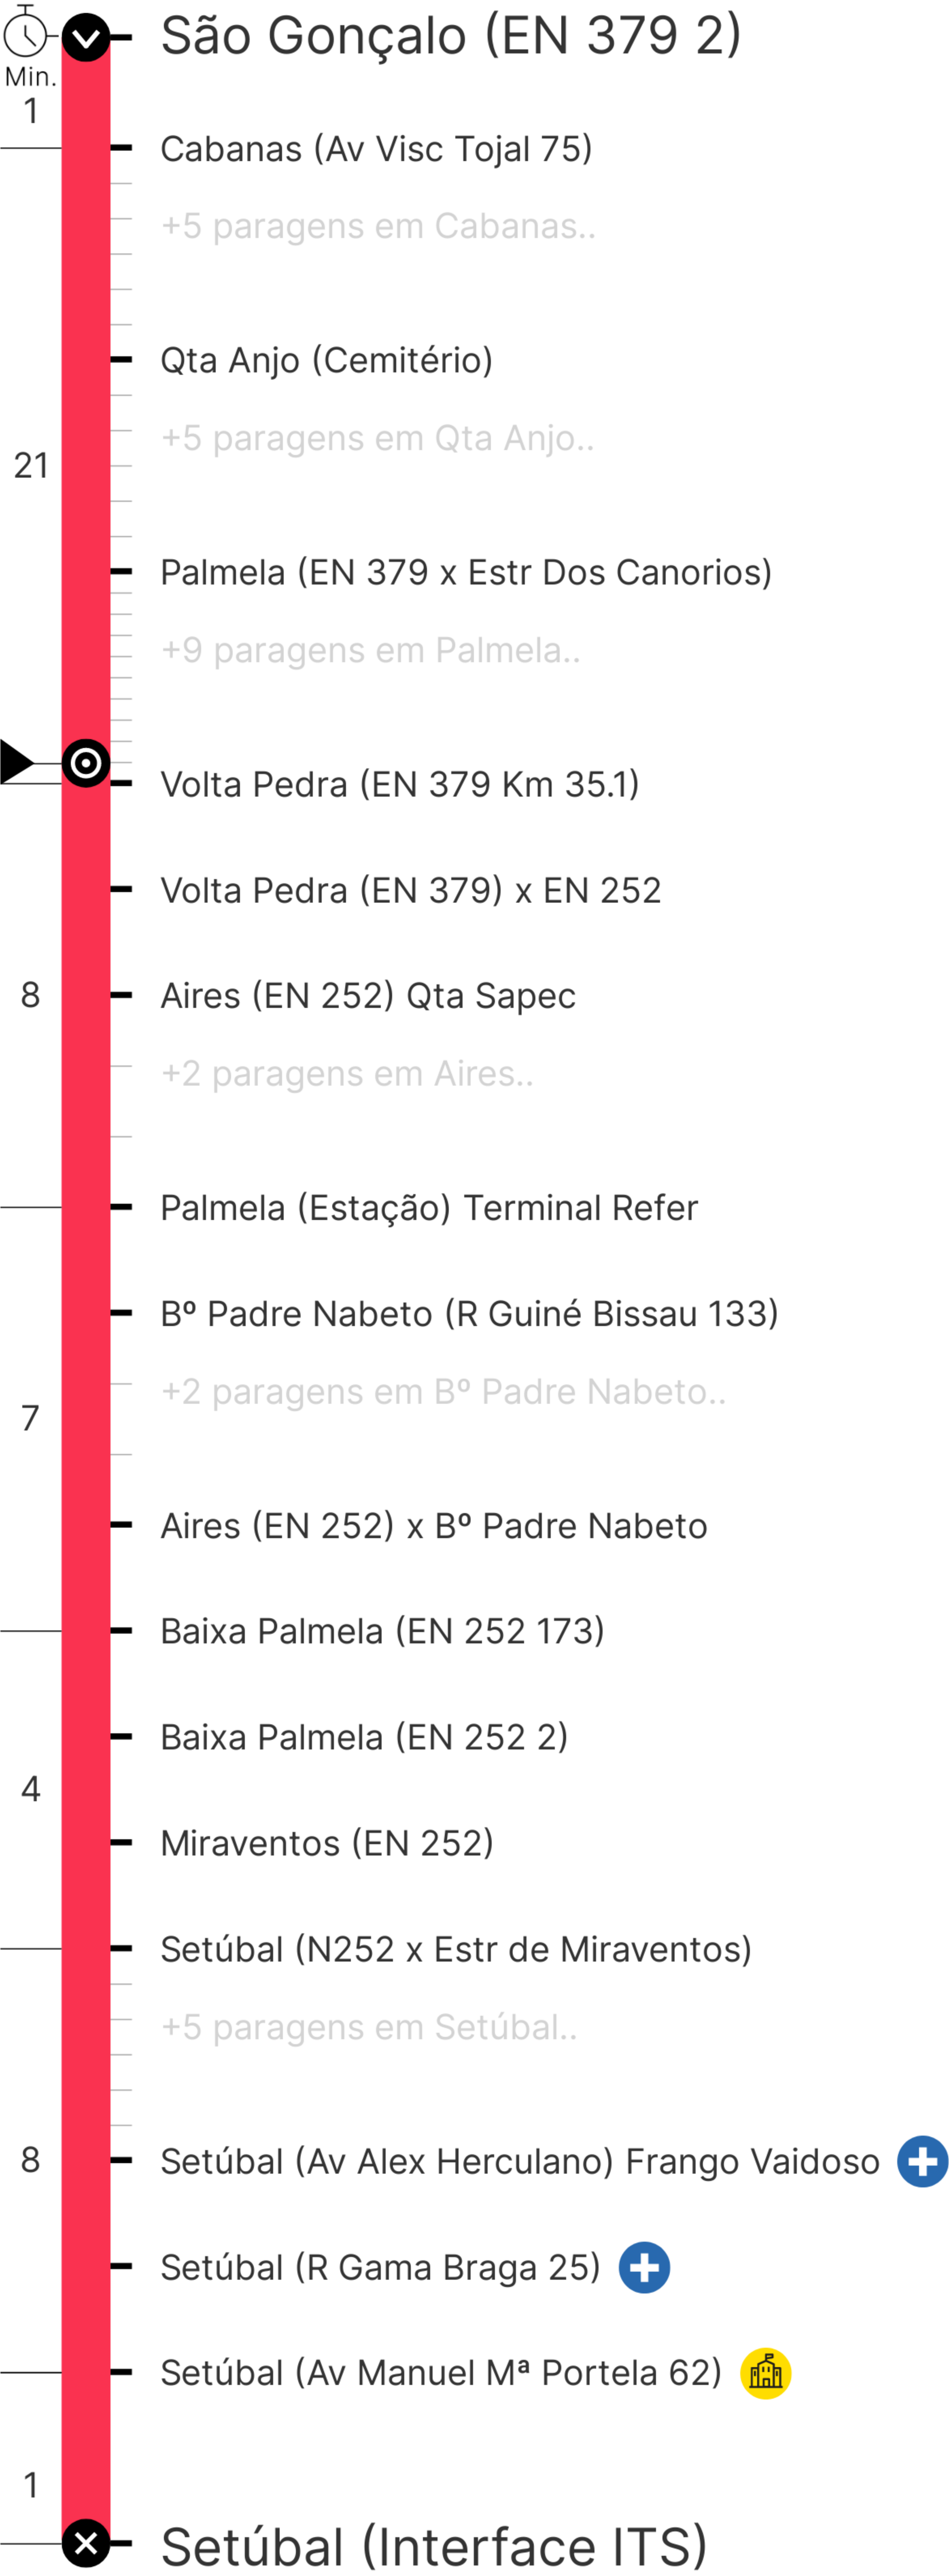 São Gonçalo (EN 379 2)
Min.
1
Cabanas (Av Visc Tojal 75)
+5 paragens em Cabanas..
Qta Anjo (Cemitério)
+5 paragens em Qta Anjo..
21
Palmela (EN 379 x Estr Dos Canorios)
+9 paragens em Palmela..
Volta Pedra (EN 379 Km 35.1)
Volta Pedra (EN 379) x EN 252
8
Aires (EN 252) Qta Sapec
+2 paragens em Aires..
Palmela (Estação) Terminal Refer
Bº Padre Nabeto (R Guiné Bissau 133)
+2 paragens em Bº Padre Nabeto..
7
Aires (EN 252) x Bº Padre Nabeto
Baixa Palmela (EN 252 173)
Baixa Palmela (EN 252 2)
4
Miraventos (EN 252)
Setúbal (N252 x Estr de Miraventos)
+5 paragens em Setúbal..
8
Setúbal (Av Alex Herculano) Frango Vaidoso
Setúbal (R Gama Braga 25)
Setúbal (Av Manuel Mª Portela 62)
1
Setúbal (Interface ITS)